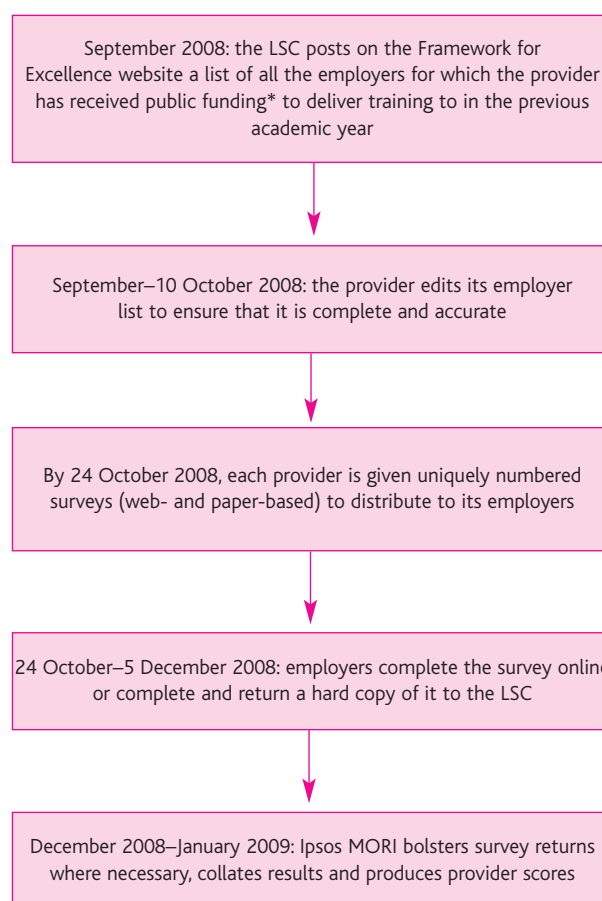 September 2008: the LSC posts on the Framework for
Excellence website a list of all the employers for which the provider
has received public funding* to deliver training to in the previous
academic year
September–10 October 2008: the provider edits its employer
list to ensure that it is complete and accurate
By 24 October 2008, each provider is given uniquely numbered
surveys (web- and paper-based) to distribute to its employers
24 October–5 December 2008: employers complete the survey online
or complete and return a hard copy of it to the LSC
December 2008–January 2009: Ipsos MORI bolsters survey returns
where necessary, collates results and produces provider scores